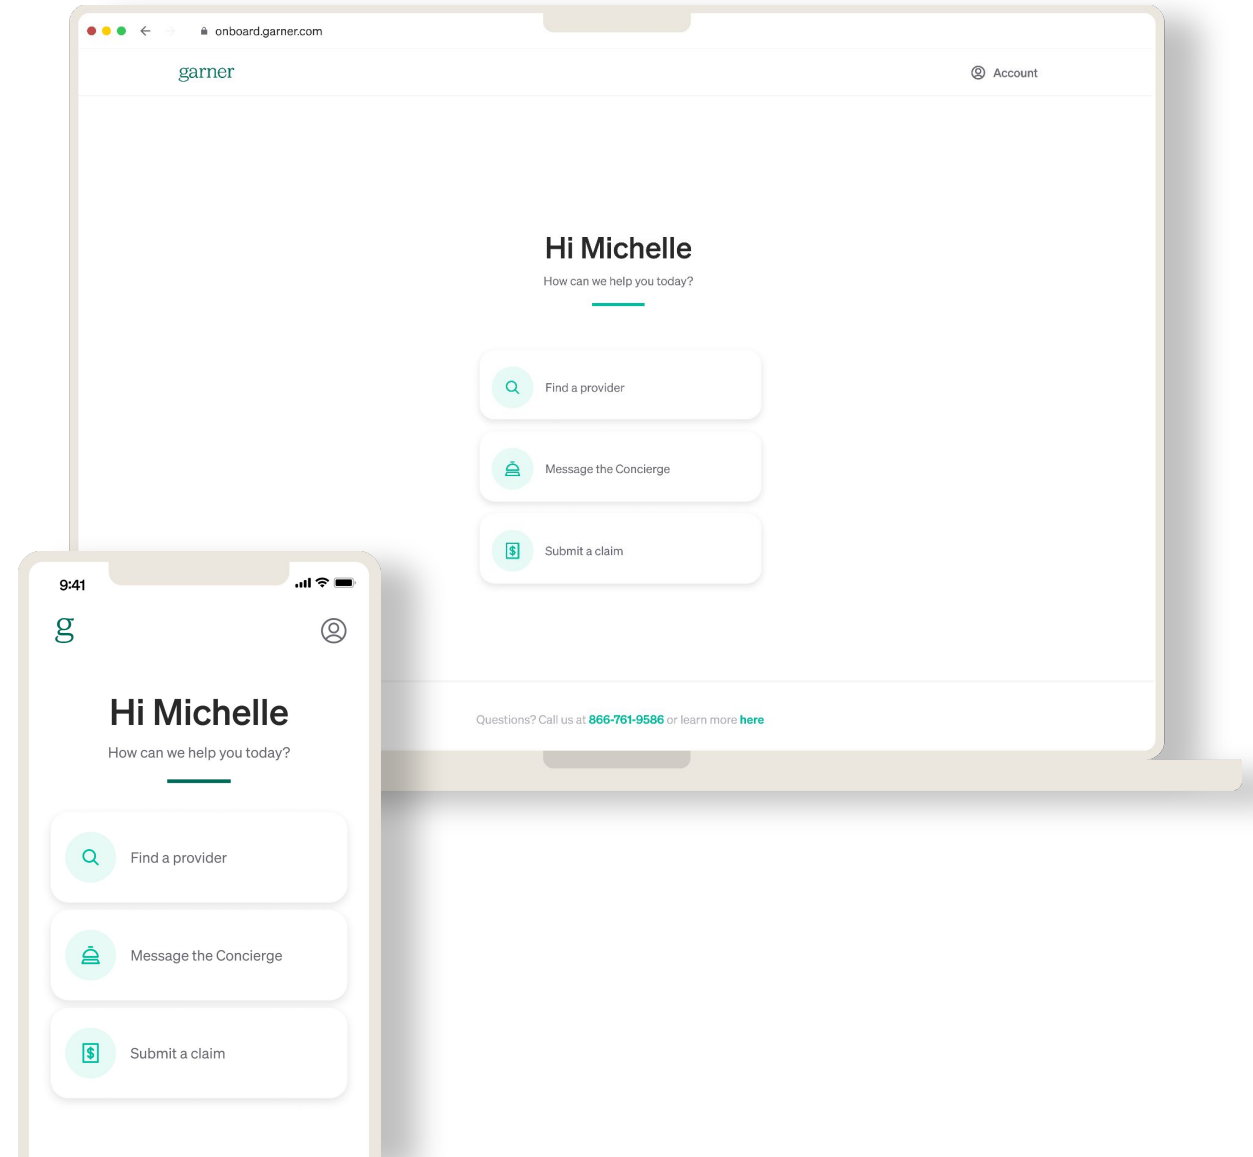 onboard.garner.com
garner
Account
Hi Michelle
How can we help you today?
Find a provider
Message the Concierge
$
Submit a claim
Questions? Call us at 866-761-9586 or learn more here
9:41
g
Hi Michelle
How can we help you today?
Find a provider
Message the Concierge
$
Submit a claim